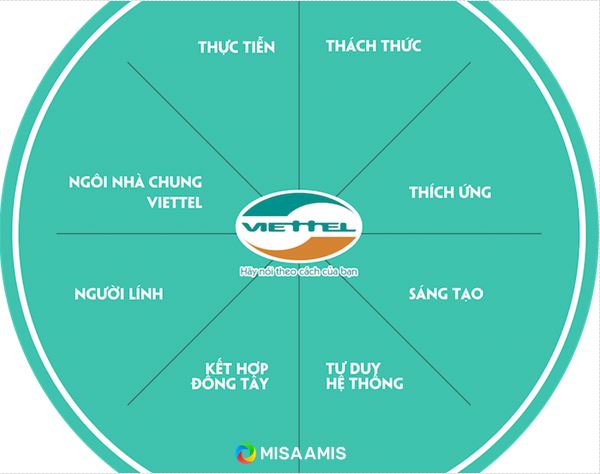 THỰC TIỄN
THÁCH THỨC
NGÔI NHÀ CHUNG
VIETTEL
THÍCH ỨNG
VIETTEL
Hãy nói theo cách của bạn
NGƯỜI LÍNH
SÁNG TẠO
KẾT HỢP
ĐÔNG TÂY
TƯ DUY
HỆ THỐNG
MISA AMIS